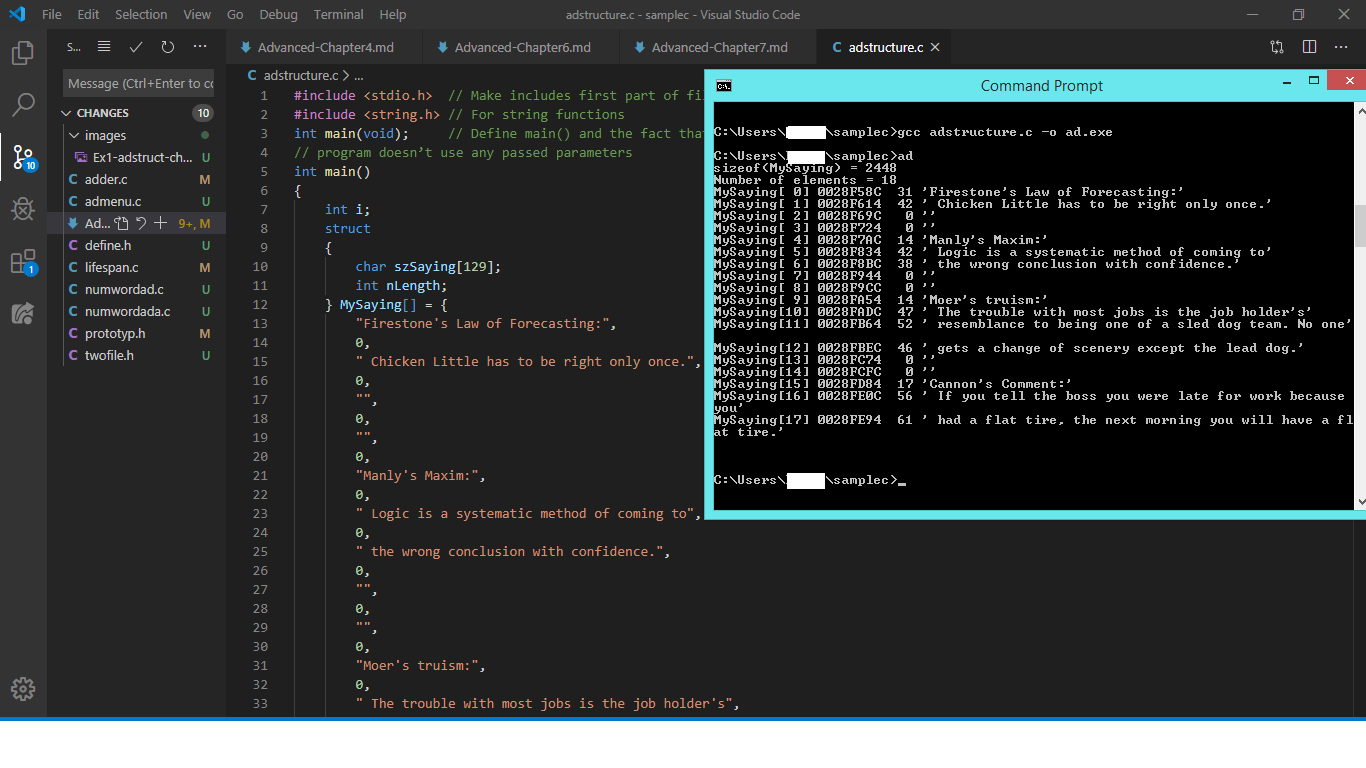 File Edit Selection View Go Debug Terminal Help adstructure.c - samplec - Visual Studio Code
S...
Advanced-Chapter4.md Advanced-Chapter6.md Advanced-Chapter7.md adstructure.c
Message (Ctrl+Enter to co
CHANGES 10
images
Ex1-adstruct-ch... U
adder.c M
admenu.c U
Ad... 9+, M
define.h U
lifespan.c M
numwordad.c U
numwordada.c U
prototyp.h M
twofile.h U
10
1
C adstructure.c > ...
1 #include <stdio.h> // Make includes first part of fi
2 #include <string.h> // For string functions
3 int main(void); // Define main() and the fact tha
4 // program doesn’t use any passed parameters
5 int main()
6 {
7 int i;
8 struct
9 {
10 char szSaying[129];
11 int nLength;
12 } MySaying[] = {
13 "Firestone's Law of Forecasting:",
14 0,
15 " Chicken Little has to be right only once.",
16 0,
17 "",
18 0,
19 "",
20 0,
21 "Manly's Maxim:",
22 0,
23 " Logic is a systematic method of coming to",
24 0,
25 " the wrong conclusion with confidence.",
26 0,
27 "",
28 0,
29 "",
30 0,
31 "Moer's truism:",
32 0,
33 " The trouble with most jobs is the job holder's",
Command Prompt
C:\Users\ \samplec>gcc adstructure.c -o ad.exe
C:\Users\ \samplec>ad
sizeof(MySaying) = 2448
Number of elements = 18
MySaying[ 0] 0028F58C 31 'Firestone's Law of Forecasting:'
MySaying[ 1] 0028F614 42 ' Chicken Little has to be right only once.'
MySaying[ 2] 0028F69C 0 ''
MySaying[ 3] 0028F724 0 ''
MySaying[ 4] 0028F7AC 14 'Manly's Maxim:'
MySaying[ 5] 0028F834 42 ' Logic is a systematic method of coming to'
MySaying[ 6] 0028F8BC 38 ' the wrong conclusion with confidence.'
MySaying[ 7] 0028F944 0 ''
MySaying[ 8] 0028F9CC 0 ''
MySaying[ 9] 0028FA54 14 'Moer's truism:'
MySaying[10] 0028FADC 47 ' The trouble with most jobs is the job holder's'
MySaying[11] 0028FB64 52 ' resemblance to being one of a sled dog team. No one'
MySaying[12] 0028FBEC 46 ' gets a change of scenery except the lead dog.'
MySaying[13] 0028FC74 0 ''
MySaying[14] 0028FCFC 0 ''
MySaying[15] 0028FD84 17 'Cannon's Comment:'
MySaying[16] 0028FE0C 56 ' If you tell the boss you were late for work because
you'
MySaying[17] 0028FE94 61 ' had a flat tire, the next morning you will have a fl
at tire.'
C:\Users\ \samplec>_